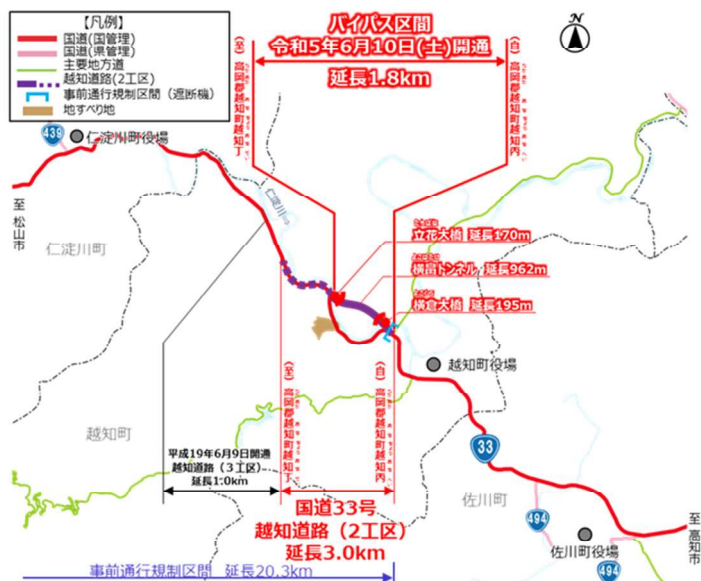 【凡例】
国道(国管理)
国道(県管理)
主要地方道
越知道路(2工区)
事前通行規制区間（遮断機）
地すべり地
バイパス区間
令和5年6月10日(土)開通
延長1.8km
N
(至)高岡郡越知町越知丁
(自)高岡郡越知町越知丙
439
仁淀川町役場
至 松山市
仁淀川町
仁淀川
立花大橋 延長170m
横畠トンネル 延長962m
横倉大橋 延長195m
越知町役場
越知町
平成19年6月9日開通
越知道路（3工区）
延長1.0km
(至)高岡郡越知町越知丁
(自)高岡郡越知町越知丙
国道33号
越知道路（2工区）
延長3.0km
33
佐川町
494
佐川町役場
494
至 高知市
事前通行規制区間 延長20.3km